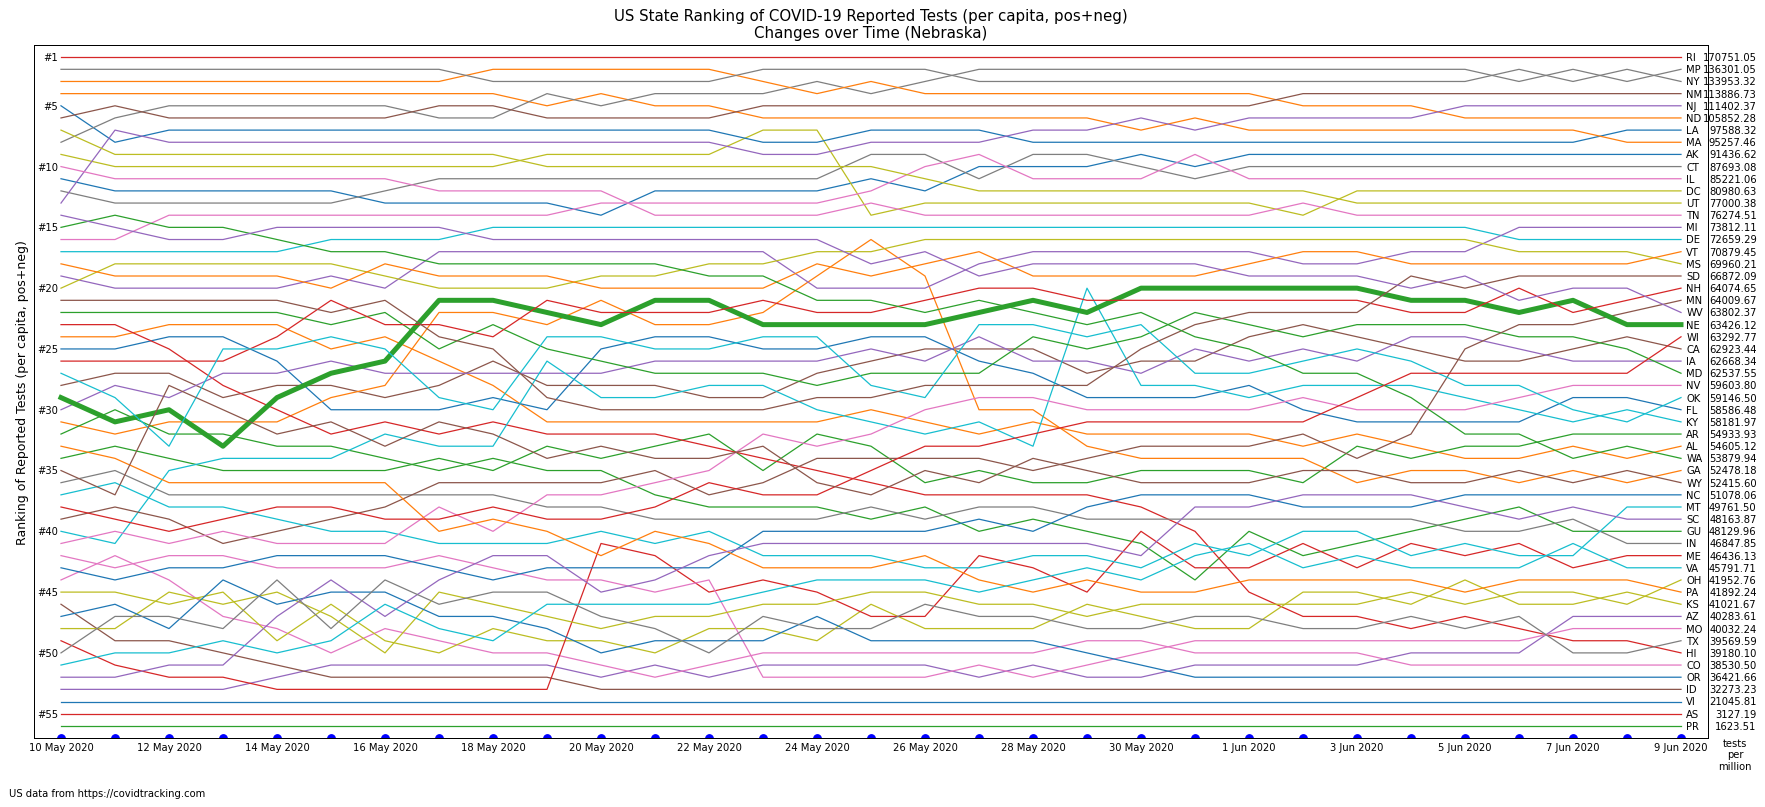 US State Ranking of COVID-19 Reported Tests (per capita, pos+neg)
Changes over Time (Nebraska)
Ranking of Reported Tests (per capita, pos+neg)
#1
#5
#10
#15
#20
#25
#30
#35
#40
#45
#50
#55
RI 170751.05
MP 136301.05
NY 133953.32
NM 113886.73
NJ 111402.37
ND 105852.28
LA 97588.32
MA 95257.46
AK 91436.62
CT 87693.08
IL 85221.06
DC 80980.63
UT 77000.38
TN 76274.51
MI 73812.11
DE 72659.29
VT 70879.45
MS 69960.21
SD 66872.09
NH 64074.65
MN 64009.67
WV 63802.37
NE 63426.12
WI 63292.77
CA 62923.44
IA 62668.34
MD 62537.55
NV 59603.80
OK 59146.50
FL 58586.48
KY 58181.97
AR 54933.93
AL 54605.12
WA 53879.94
GA 52478.18
WY 52415.60
NC 51078.06
MT 49761.50
SC 48163.87
GU 48129.96
IN 46847.85
ME 46436.13
VA 45791.71
OH 41952.76
PA 41892.24
KS 41021.67
AZ 40283.61
MO 40032.24
TX 39569.59
HI 39180.10
CO 38530.50
OR 36421.66
ID 32273.23
VI 21045.81
AS 3127.19
PR 1623.51
10 May 2020 12 May 2020 14 May 2020 16 May 2020 18 May 2020 20 May 2020 22 May 2020 24 May 2020 26 May 2020 28 May 2020 30 May 2020 1 Jun 2020 3 Jun 2020 5 Jun 2020 7 Jun 2020 9 Jun 2020
tests
per
million
US data from https://covidtracking.com